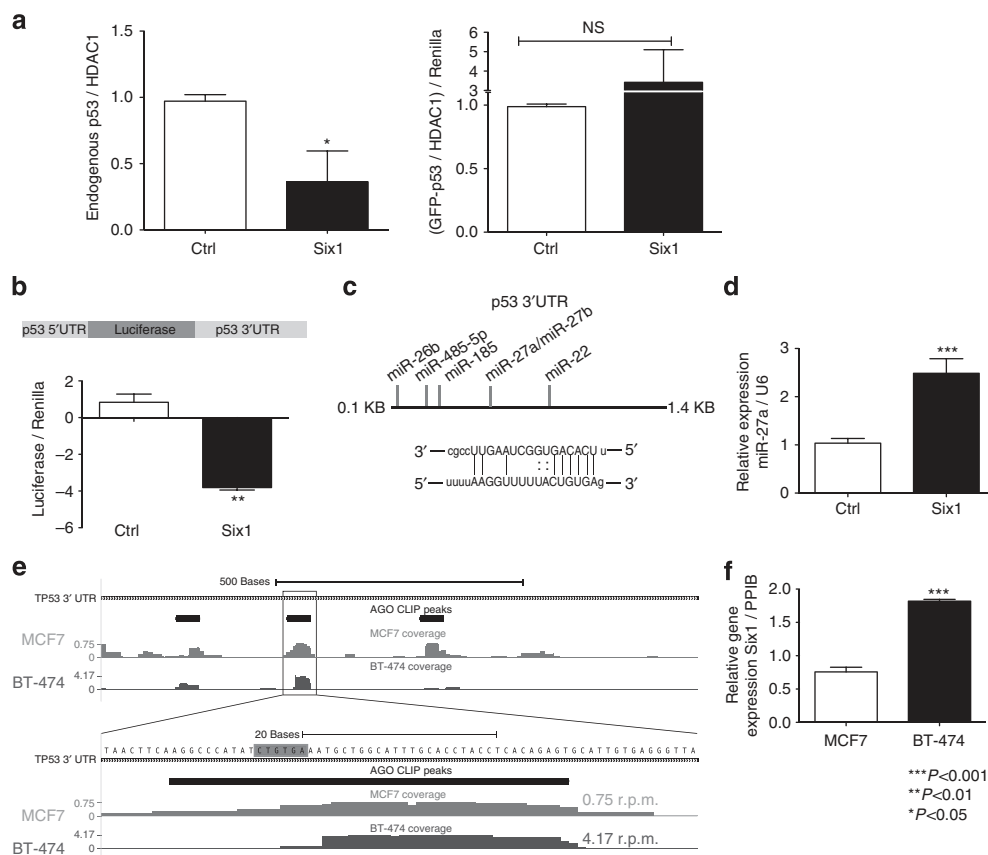 a
Endogenous p53 / HDAC1
1.5
1.0
0.5
0.0
*
Ctrl
Six1
(GFP-p53 / HDAC1) / Renilla
6
5
4
3
1.0
0.5
0.0
NS
Ctrl
Six1
b
p53 5′UTR
Luciferase
p53 3′UTR
Luciferase / Renilla
2
0
−2
−4
−6
**
Ctrl
Six1
c
p53 3′UTR
miR-26b
miR-485-5p
miR-185
miR-27a/miR-27b
miR-22
0.1 KB
1.4 KB
3′ cgccUUGAAUCGGUGACACUu 5′
5′ uuuuAAGGUUUUUACUGUGAg 3′
d
Relative expression
miR-27a / U6
3
2
1
0
***
Ctrl
Six1
e
500 Bases
TP53 3′ UTR
AGO CLIP peaks
MCF7 coverage
MCF7
0.75
0
BT-474 coverage
BT-474
4.17
0
20 Bases
TAACTTCAAGGCCCATATCTGTGAAATGCTGGCATTTGCACCTACCTCACAGAGTGCATTGTGAGGGTTA
TP53 3′ UTR
AGO CLIP peaks
MCF7 coverage
MCF7
0.75
0
0.75 r.p.m.
BT-474 coverage
BT-474
4.17
0
4.17 r.p.m.
f
Relative gene
expression Six1 / PPIB
2.0
1.5
1.0
0.5
0.0
***
MCF7
BT-474
***P<0.001
**P<0.01
*P<0.05